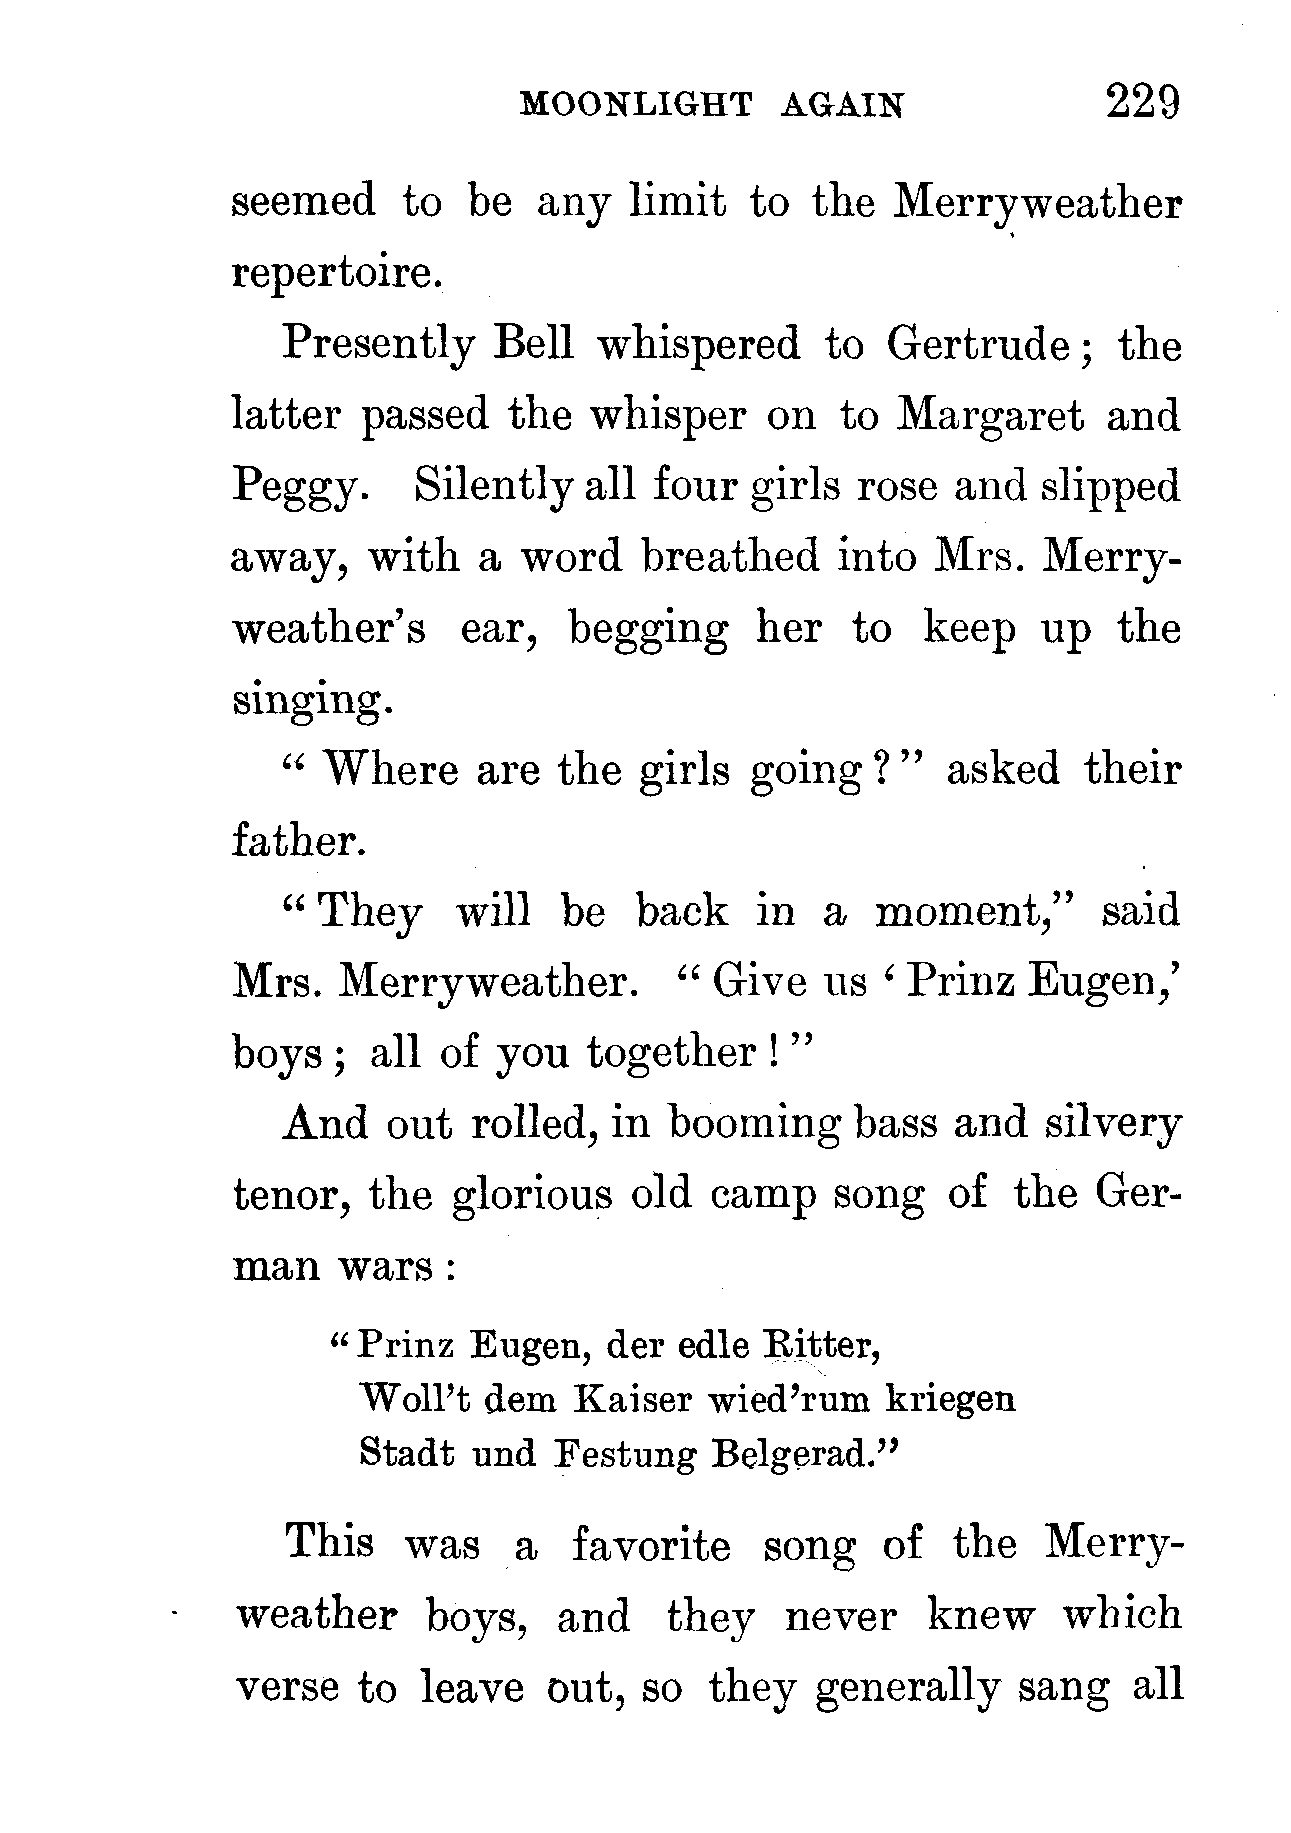 MOONLIGHT AGAIN 229
seemed to be any limit to the Merryweather
repertoire.
Presently Bell whispered to Gertrude ; the
latter passed the whisper on to Margaret and
Peggy. Silently all four girls rose and slipped
away, with a word breathed into Mrs. Merry-
weather's ear, begging her to keep up the
singing.
“ Where are the girls going ? ” asked their
father.
“ They will be back in a moment,” said
Mrs. Merryweather. “ Give us ‘ Prinz Eugen,’
boys ; all of you together ! ”
And out rolled, in booming bass and silvery
tenor, the glorious old camp song of the Ger-
man wars :
“ Prinz Eugen, der edle Ritter,
Woll't dem Kaiser wied'rum kriegen
Stadt und Festung Belgerad.”
This was a favorite song of the Merry-
weather boys, and they never knew which
verse to leave out, so they generally sang all